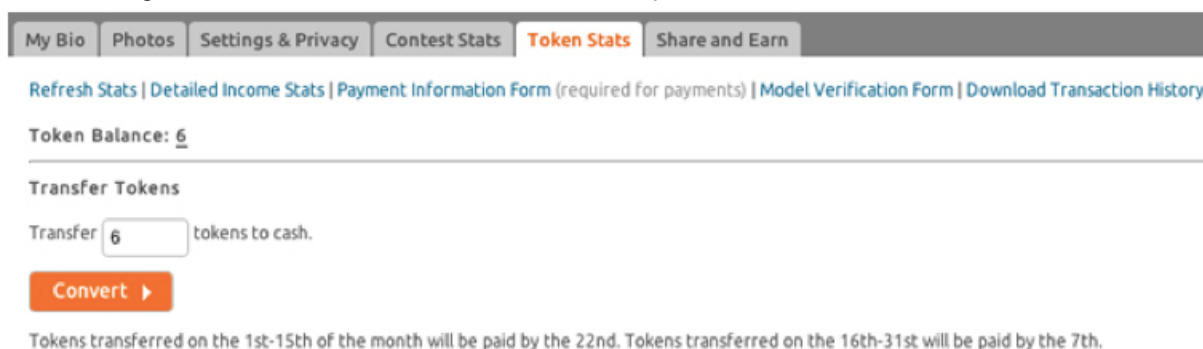 My Bio Photos Settings & Privacy Contest Stats Token Stats Share and Earn
Refresh Stats | Detailed Income Stats | Payment Information Form (required for payments) | Model Verification Form | Download Transaction History
Token Balance: 6
Transfer Tokens
Transfer 6 tokens to cash.
Convert
Tokens transferred on the 1st-15th of the month will be paid by the 22nd. Tokens transferred on the 16th-31st will be paid by the 7th.